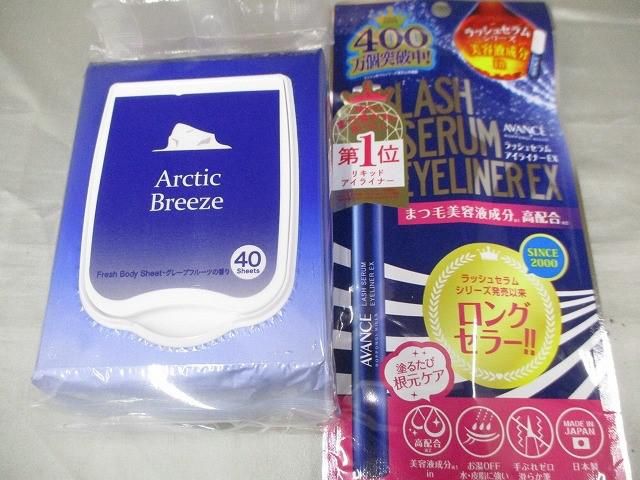 Arctic
Breeze
Fresh Body Sheet・グレープフルーツの香り
40
Sheets
400
万個突破中!
ラッシュセラム
シリーズ
美容液成分
in
LASH
SERUM
EYELINER EX
AVANCÉ
ラッシュセラム
アイライナーEX
第1位
リキッド
アイライナー
まつ毛美容液成分 高配合
SINCE
2000
ラッシュセラム
シリーズ発売以来
ロング
セラー!!
AVANCÉ
LASH SERUM
EYELINER EX
塗るたび
根元ケア
高配合
美容液成分
in
お湯OFF
水・皮脂に強い
手ぶれゼロ
滑らか筆
MADE IN
JAPAN
日本製